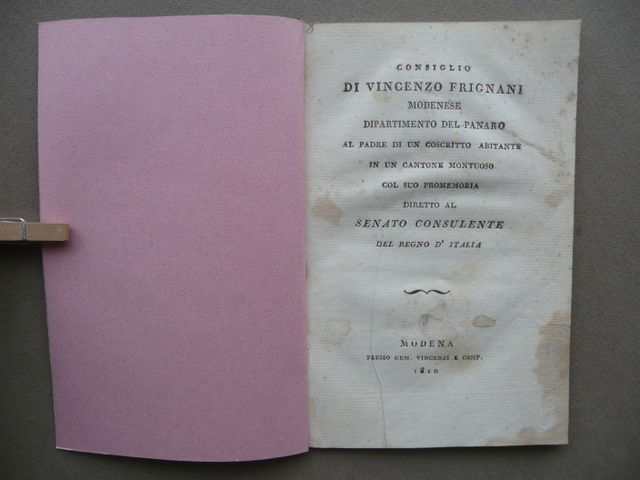 CONSIGLIO
DI VINCENZO FRIGNANI
MODENESE
DIPARTIMENTO DEL PANARO
AL PADRE DI UN COSCRITTO ABITANTE
IN UN CANTONE MONTUOSO
COL SUO PROMEMORIA
DIRETTO AL
SENATO CONSULENTE
DEL REGNO D' ITALIA
MODENA
PRESSO GEM. VINCENZI E COMP.
1810